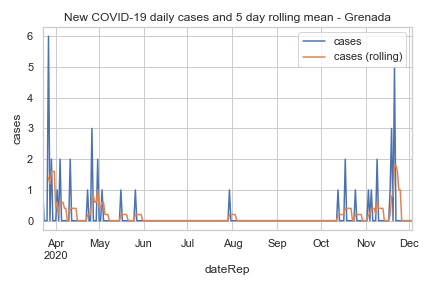 New COVID-19 daily cases and 5 day rolling mean - Grenada
cases
cases (rolling)
6
5
4
3
2
1
0
cases
Apr May Jun Jul Aug Sep Oct Nov Dec
2020
dateRep